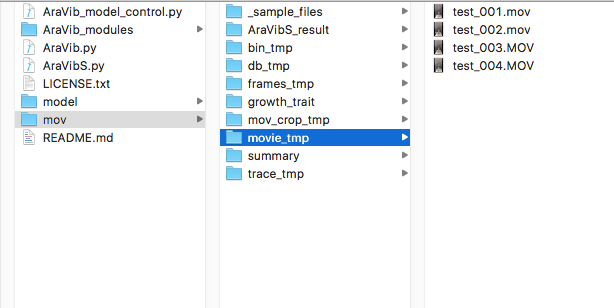 AraVib_model_control.py
AraVib_modules
AraVib.py
AraVibS.py
LICENSE.txt
model
mov
README.md
_sample_files
AraVibS_result
bin_tmp
db_tmp
frames_tmp
growth_trait
mov_crop_tmp
movie_tmp
summary
trace_tmp
test_001.mov
test_002.mov
test_003.MOV
test_004.MOV